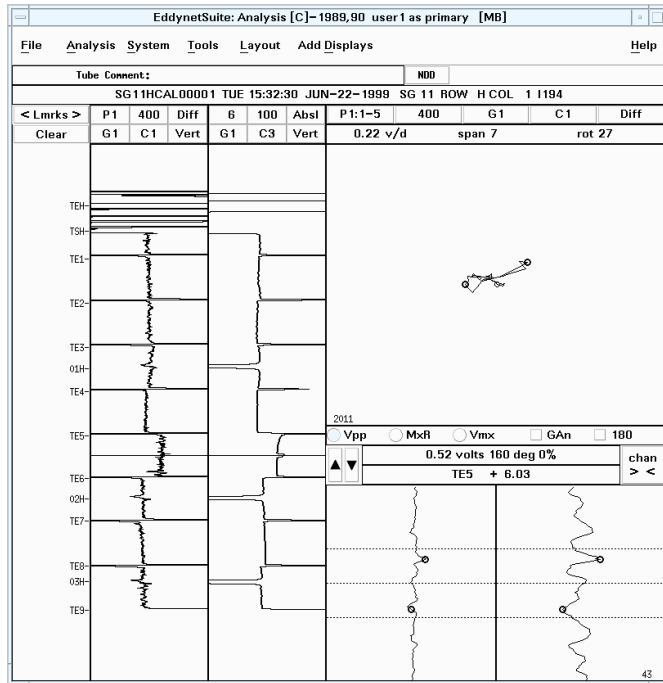 EddynetSuite: Analysis [C]-1989,90 user1 as primary [MB]
File Analysis System Tools Layout Add Displays Help
Tube Comment: NDD
SG11HCAL00001 TUE 15:32:30 JUN-22-1999 SG 11 ROW H COL 1 I194
< Lmrks > P1 400 Diff 6 100 Absl P1:1-5 400 G1 C1 Diff
Clear G1 C1 Vert G1 C3 Vert 0.22 v/d span 7 rot 27
TEH
TSH
TE1
TE2
TE3
01H
TE4
TE5
TE6
02H
TE7
TE8
03H
TE9
2011
Vpp MxR Vmx GAn 180
0.52 volts 160 deg 0% chan
TE5 + 6.03 > <
43